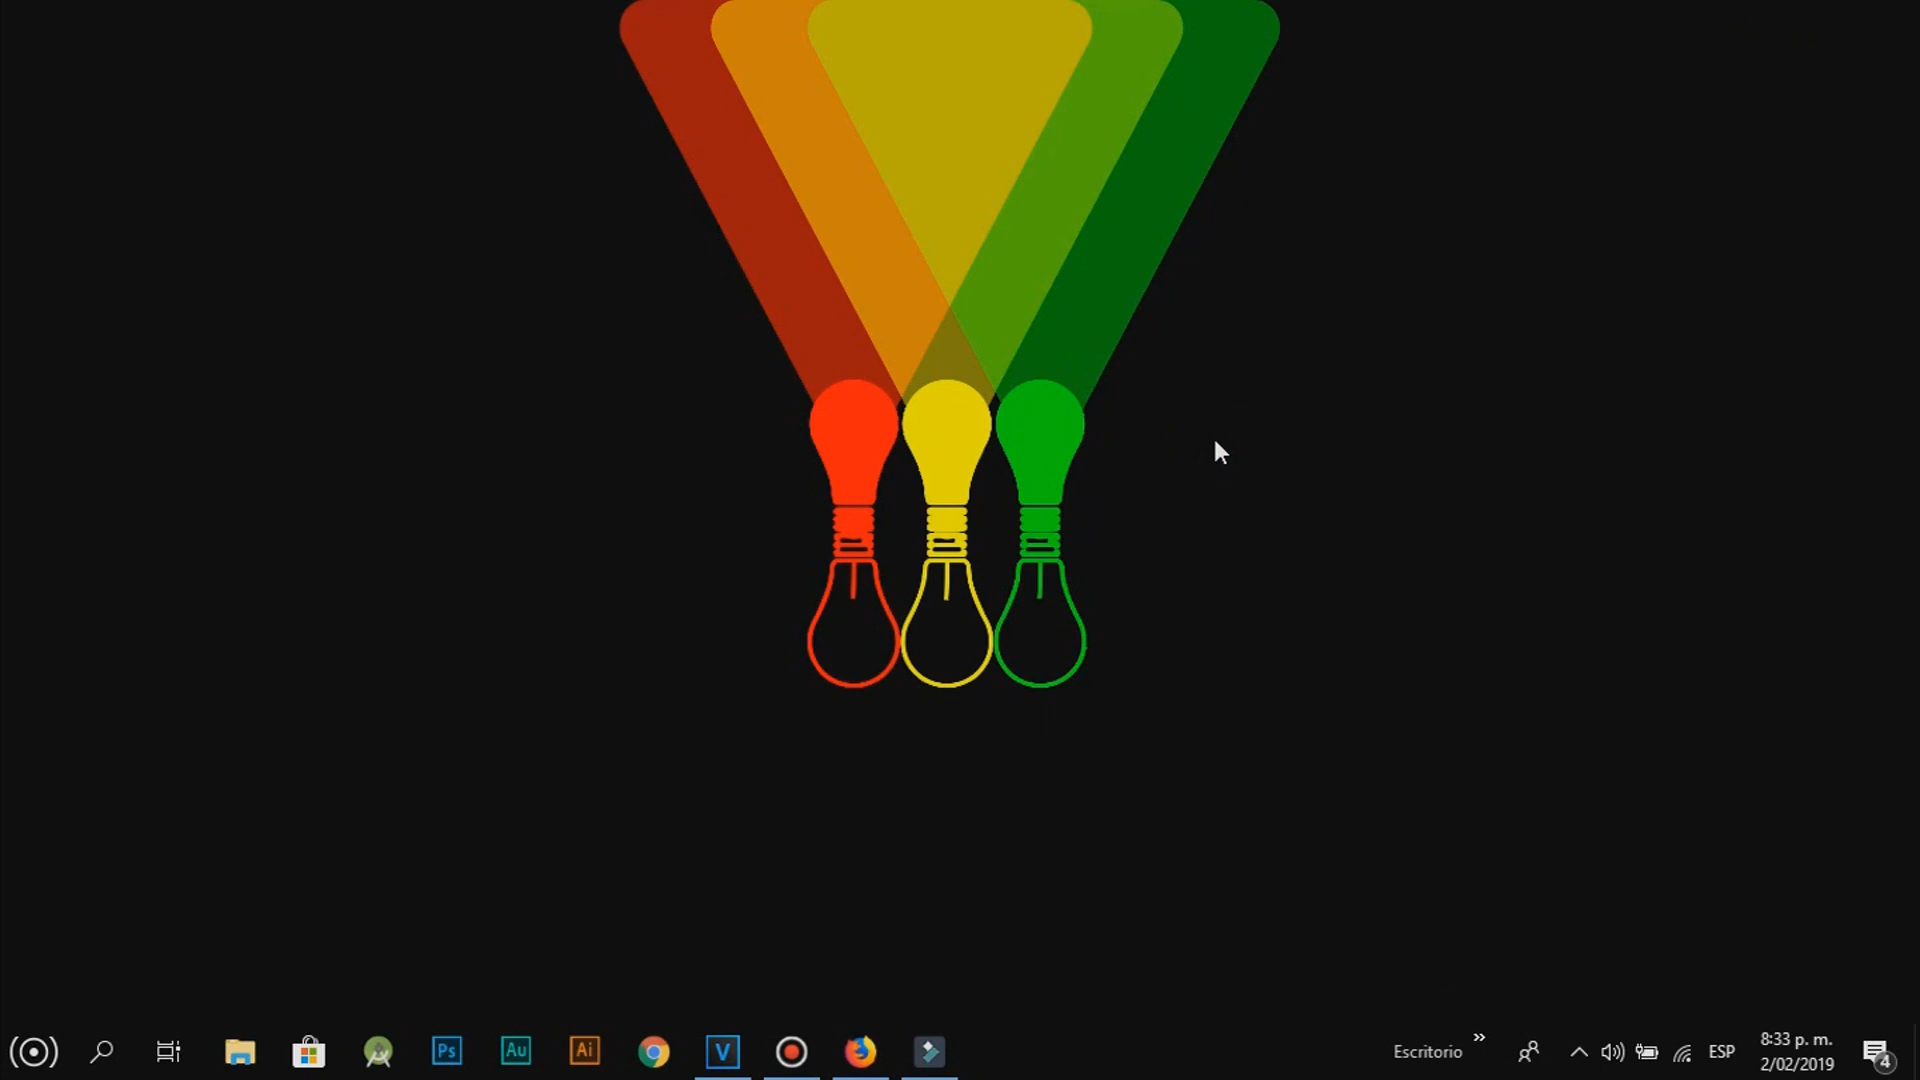 Ps
Au
Ai
V
Escritorio
»
ESP
8:33 p. m.
2/02/2019
4